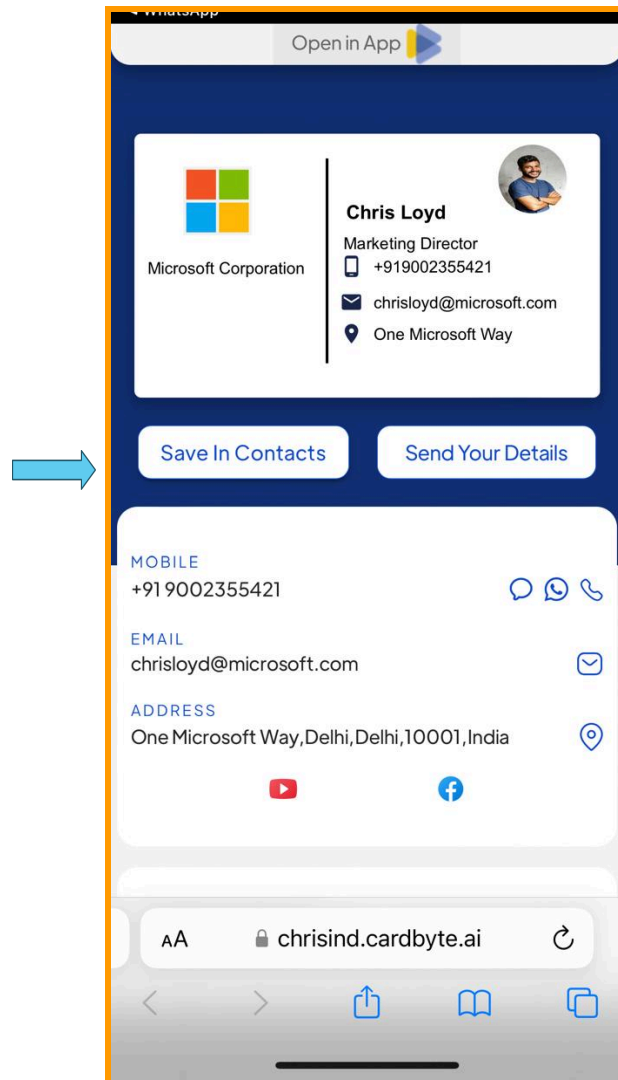 WhatsApp
Open in App
Microsoft Corporation
Chris Loyd
Marketing Director
+919002355421
chrisloyd@microsoft.com
One Microsoft Way
Save In Contacts
Send Your Details
MOBILE
+91 9002355421
EMAIL
chrisloyd@microsoft.com
ADDRESS
One Microsoft Way,Delhi,Delhi,10001,India
AA
chrisind.cardbyte.ai